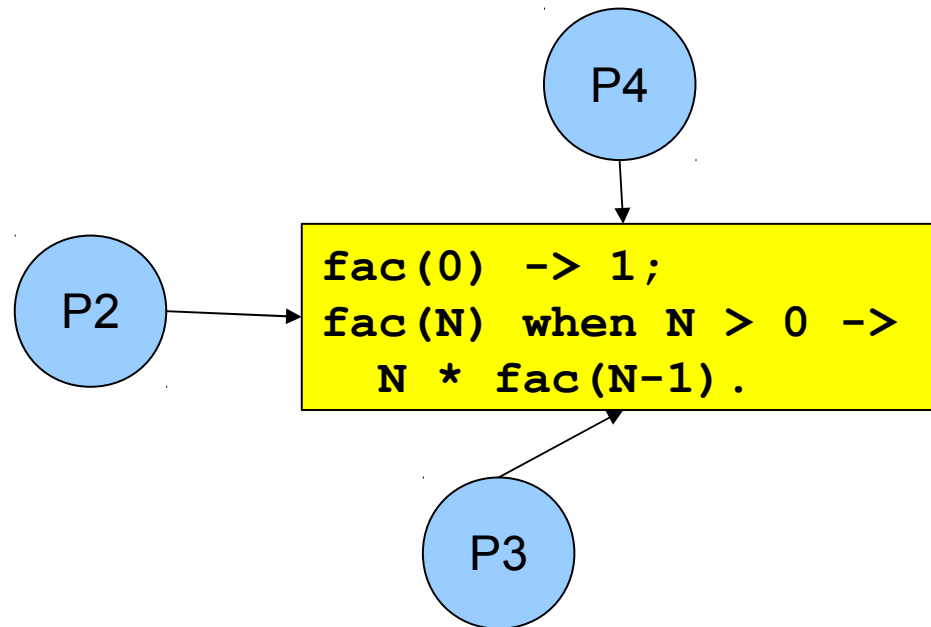 P4
fac(0) -> 1;
fac(N) when N > 0 ->
  N * fac(N-1).
P2
P3